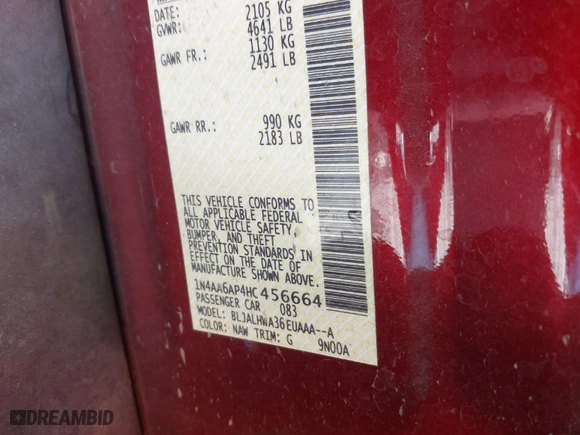 DATE: 2105 KG
GVWR: 4641 LB
1130 KG
GAWR FR.: 2491 LB
990 KG
GAWR RR.: 2183 LB
THIS VEHICLE CONFORMS TO
ALL APPLICABLE FEDERAL
MOTOR VEHICLE SAFETY,
BUMPER, AND THEFT
PREVENTION STANDARDS IN
EFFECT ON THE DATE OF
MANUFACTURE SHOWN ABOVE.
1N4AA6AP4HC456664
PASSENGER CAR 083
MODEL: BLJALHWA36EUAAA--A
COLOR: NAW TRIM: G 9N00A
DREAMBID